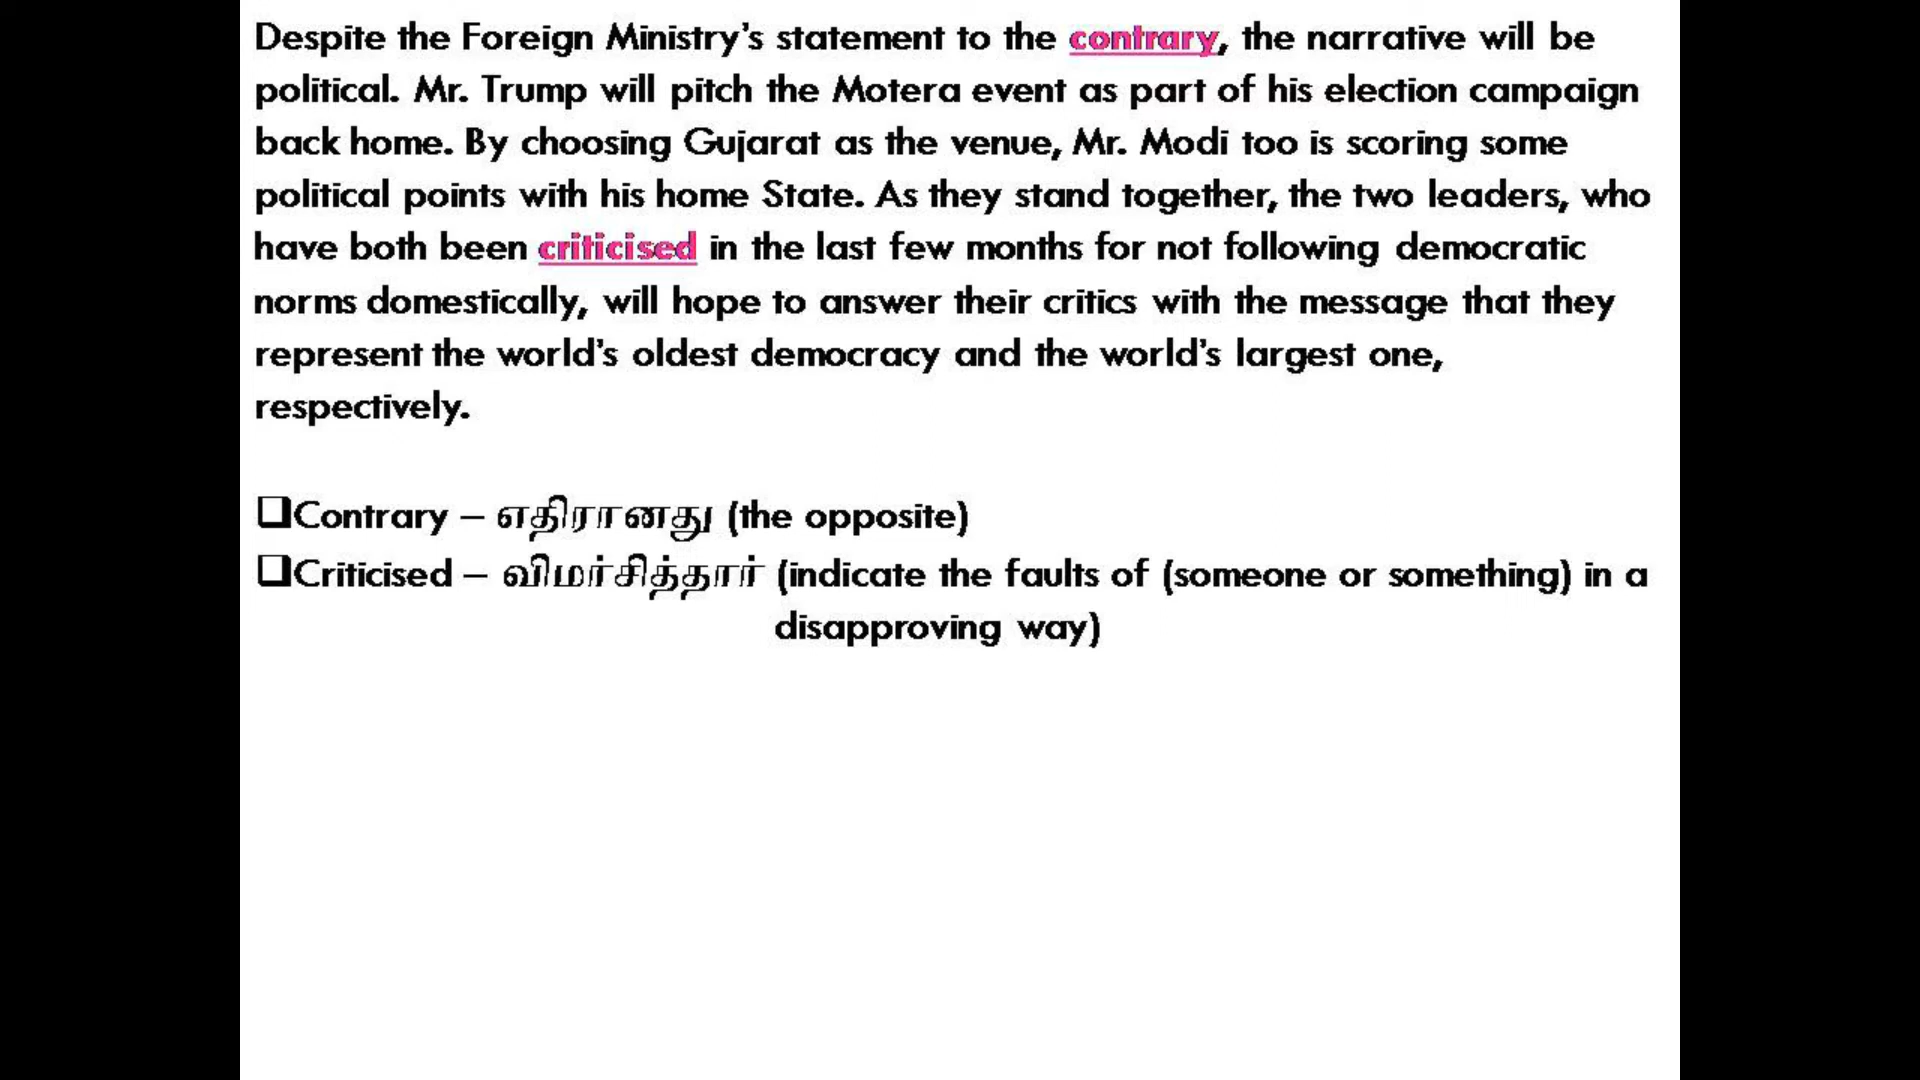 Despite the Foreign Ministry's statement to the contrary, the narrative will be
political. Mr. Trump will pitch the Motera event as part of his election campaign
back home. By choosing Gujarat as the venue, Mr. Modi too is scoring some
political points with his home State. As they stand together, the two leaders, who
have both been criticised in the last few months for not following democratic
norms domestically, will hope to answer their critics with the message that they
represent the world's oldest democracy and the world's largest one,
respectively.
❑Contrary – எதிரானது (the opposite)
❑Criticised – விமர்சித்தார் (indicate the faults of (someone or something) in a
disapproving way)